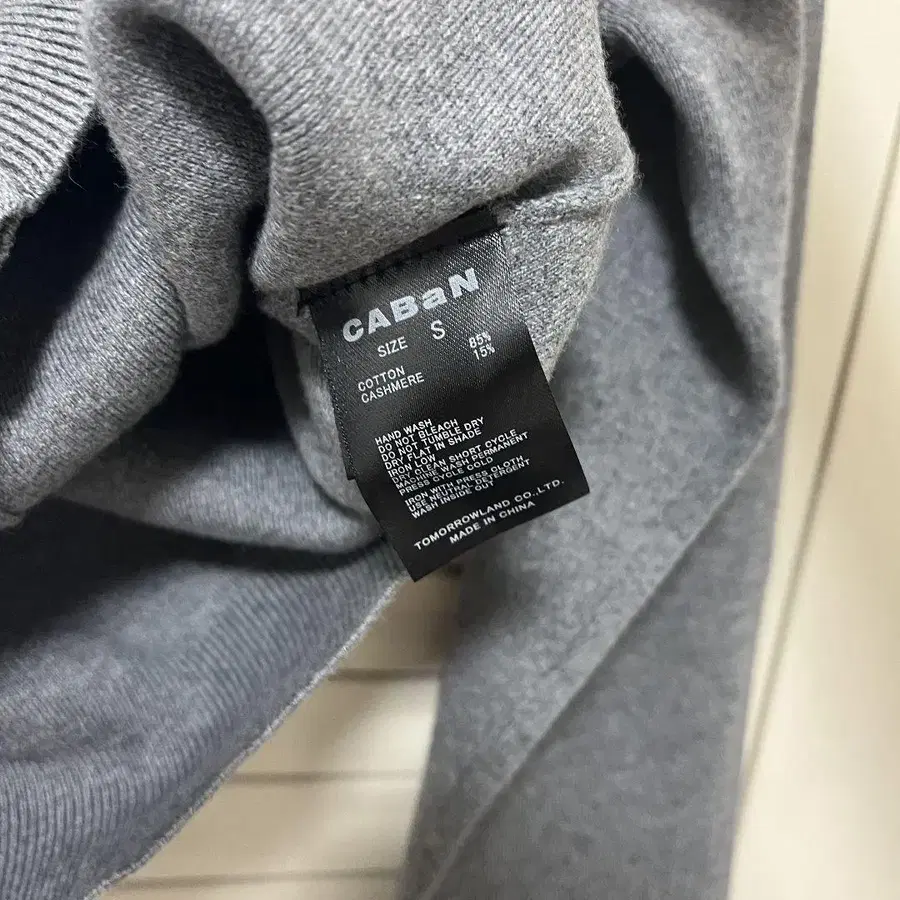 CABaN
SIZE S
COTTON 85%
CASHMERE 15%
HAND WASH
DO NOT BLEACH
DO NOT TUMBLE DRY
DRY FLAT IN SHADE
IRON LOW
DRY CLEAN SHORT CYCLE
MACHINE WASH PERMANENT
PRESS CYCLE COLD
IRON WITH PRESS CLOTH
USE NEUTRAL DETERGENT
WASH INSIDE OUT
TOMORROWLAND CO.,LTD.
MADE IN CHINA